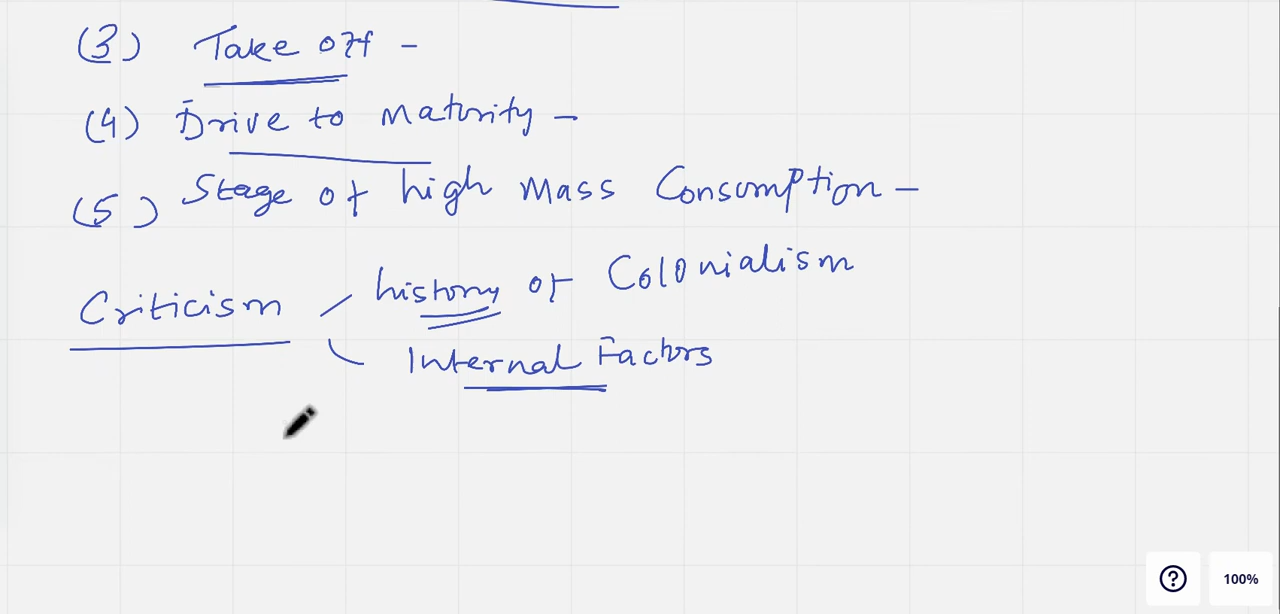 (3) Take off -
(4) Drive to Maturity -
(5) Stage of high Mass Consumption -
Criticism history of Colonialism
Internal Factors
100%